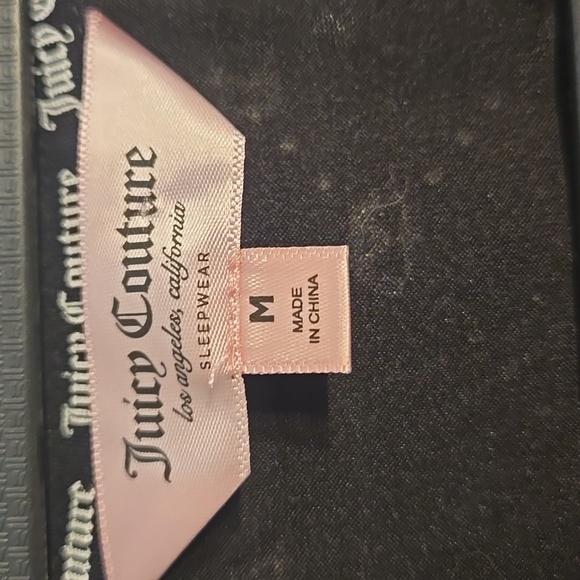 Juicy Couture
los angeles, california
SLEEPWEAR
M
MADE
IN CHINA
Juicy Couture
Juicy Couture